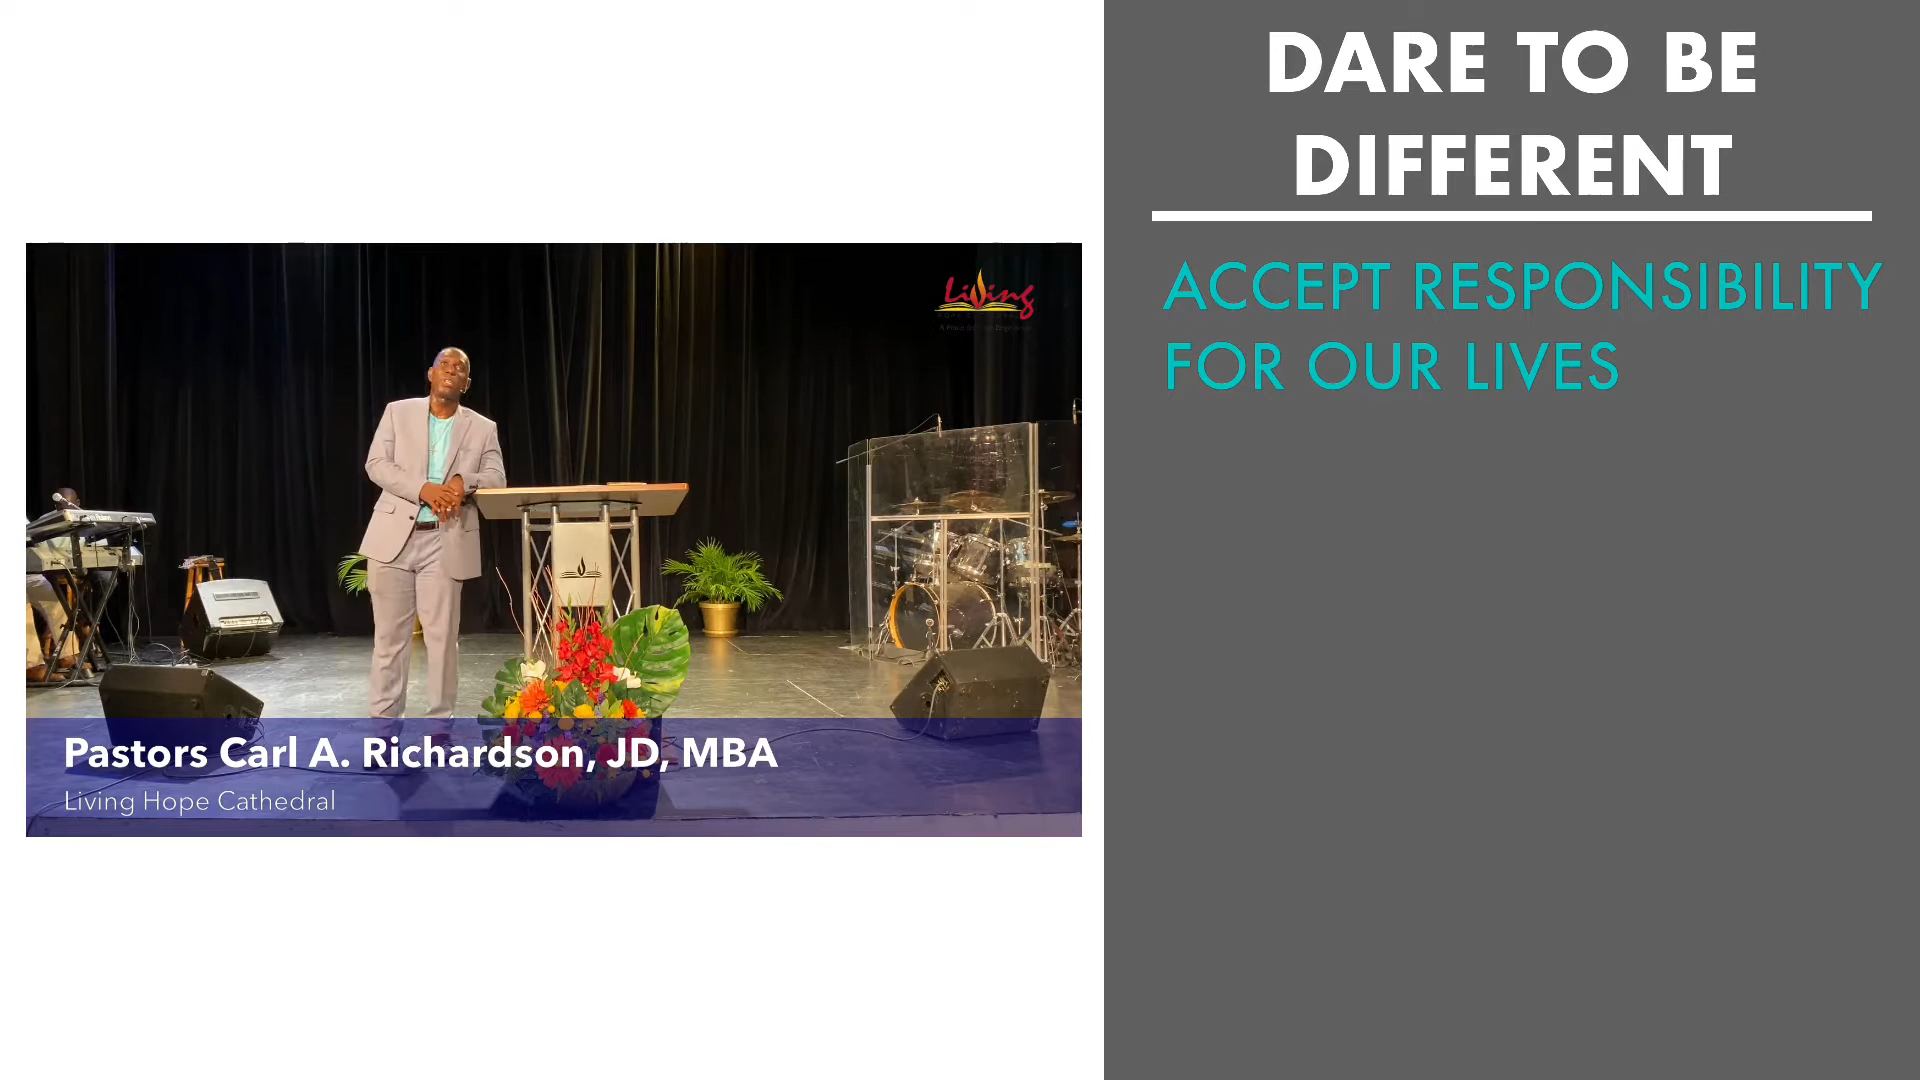 DARE TO BE
DIFFERENT
ACCEPT RESPONSIBILITY
FOR OUR LIVES
Living
Pastors Carl A. Richardson, JD, MBA
Living Hope Cathedral